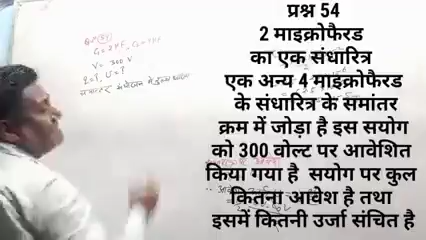 प्रश्न 54
2 माइक्रोफैरड
का एक संधारित्र
एक अन्य 4 माइक्रोफैरड
के संधारित्र के समांतर
क्रम में जोड़ा है इस सयोग
को 300 वोल्ट पर आवेशित
किया गया है सयोग पर कुल
कितना आवेश है तथा
इसमें कितनी उर्जा संचित है
V = 300 V